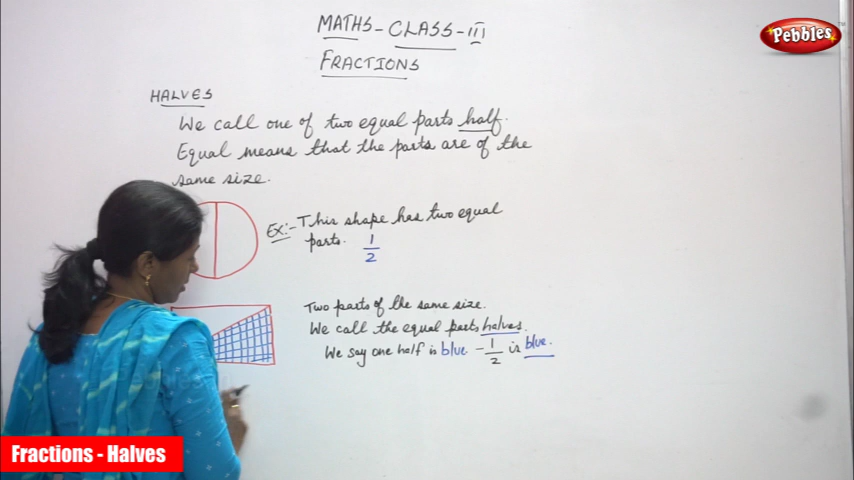 MATHS - CLASS - III
FRACTIONS
Pebbles
HALVES
We call one of two equal parts half.
Equal means that the parts are of the
same size.
Ex:- This shape has two equal
parts. 1/2
Two parts of the same size.
We call the equal parts halves.
We say one half is blue - 1/2 is blue.
Fractions - Halves